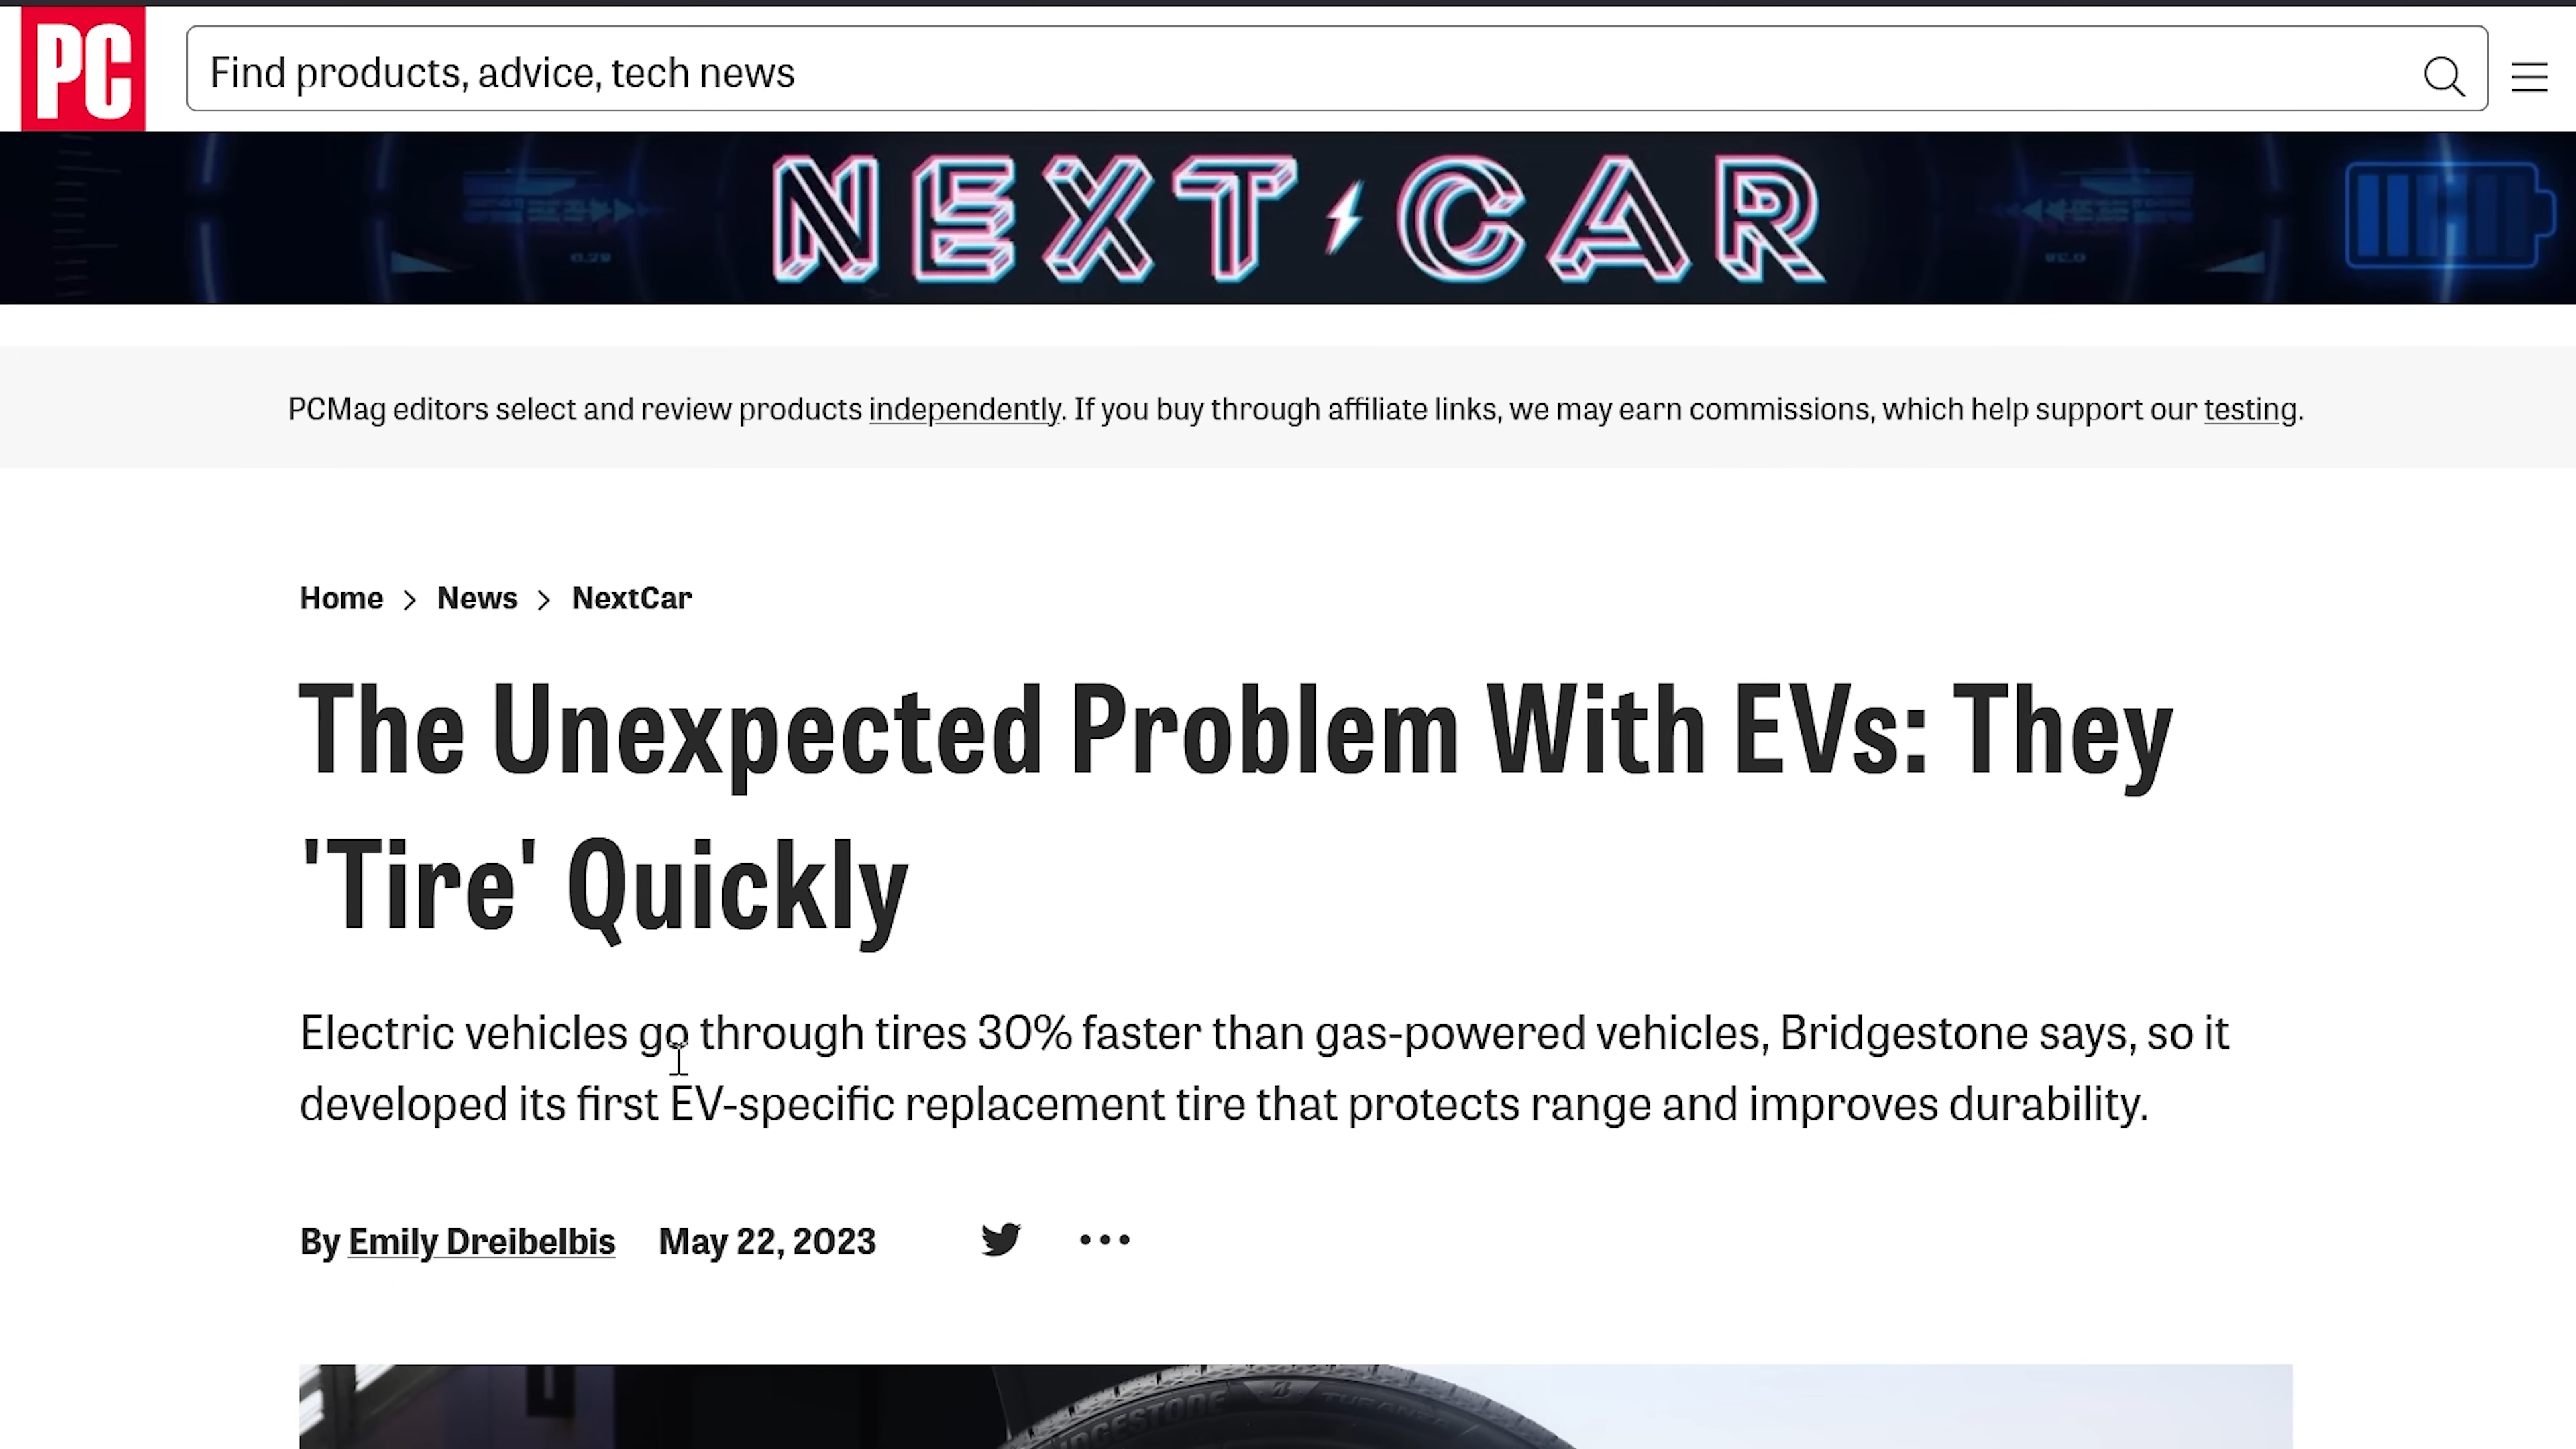 PC
Find products, advice, tech news
NEXT CAR
PCMag editors select and review products independently. If you buy through affiliate links, we may earn commissions, which help support our testing.
Home > News > NextCar
The Unexpected Problem With EVs: They
'Tire' Quickly
Electric vehicles go through tires 30% faster than gas-powered vehicles, Bridgestone says, so it
developed its first EV-specific replacement tire that protects range and improves durability.
By Emily Dreibelbis May 22, 2023